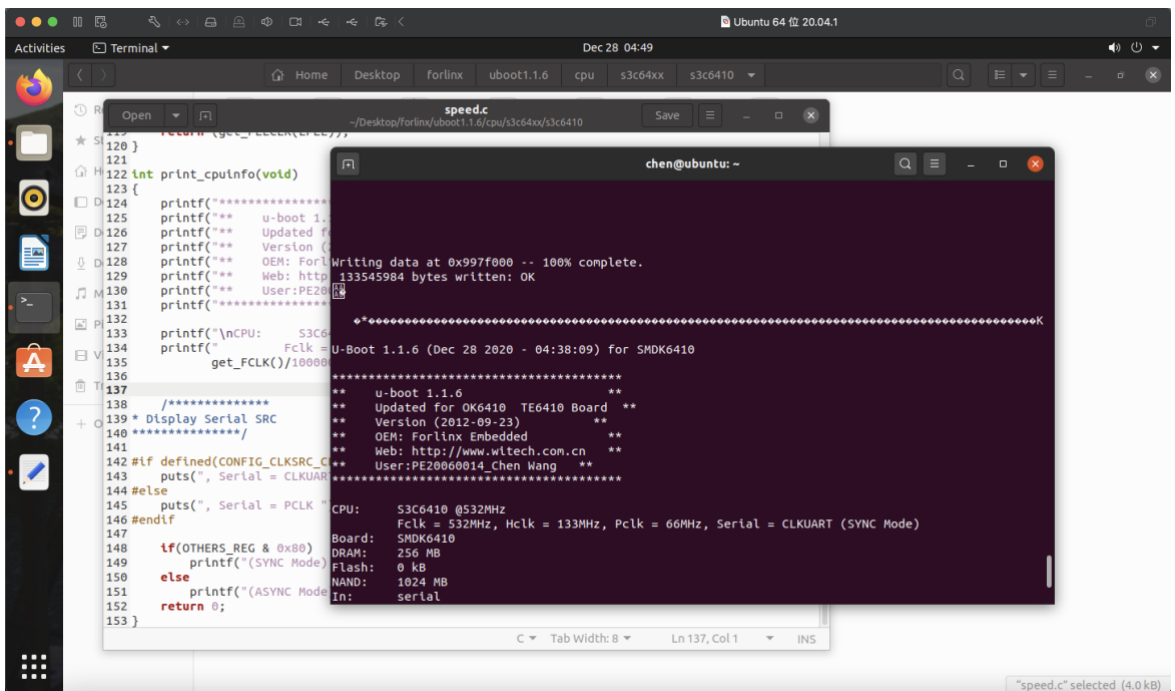 Ubuntu 64 位 20.04.1
Activities
Terminal
Dec 28 04:49
Home Desktop forlinx uboot1.1.6 cpu s3c64xx s3c6410
Open
speed.c
~/Desktop/forlinx/uboot1.1.6/cpu/s3c64xx/s3c6410
Save
120 }
121
122 int print_cpuinfo(void)
123 {
124 printf("****************
125 printf("** u-boot 1.
126 printf("** Updated f
127 printf("** Version (
128 printf("** OEM: Forl
129 printf("** Web: http
130 printf("** User:PE20
131 printf("****************
132
133 printf("\nCPU: S3C6
134 printf(" Fclk =
135 get_FCLK()/100000
136
137
138 /**************
139 * Display Serial SRC
140 ***************/
141
142 #if defined(CONFIG_CLKSRC_C
143 puts(", Serial = CLKUAR
144 #else
145 puts(", Serial = PCLK "
146 #endif
147
148 if(OTHERS_REG & 0x80)
149 printf("(SYNC Mode)
150 else
151 printf("(ASYNC Mode
152 return 0;
153 }
C
Tab Width: 8
Ln 137, Col 1
INS
chen@ubuntu: ~
Writing data at 0x997f000 -- 100% complete.
133545984 bytes written: OK
U-Boot 1.1.6 (Dec 28 2020 - 04:38:09) for SMDK6410
****************************************
** u-boot 1.1.6 **
** Updated for OK6410 TE6410 Board **
** Version (2012-09-23) **
** OEM: Forlinx Embedded **
** Web: http://www.witech.com.cn **
** User:PE20060014_Chen Wang **
****************************************
CPU: S3C6410 @532MHz
Fclk = 532MHz, Hclk = 133MHz, Pclk = 66MHz, Serial = CLKUART (SYNC Mode)
Board: SMDK6410
DRAM: 256 MB
Flash: 0 kB
NAND: 1024 MB
In: serial
"speed.c" selected (4.0 kB)